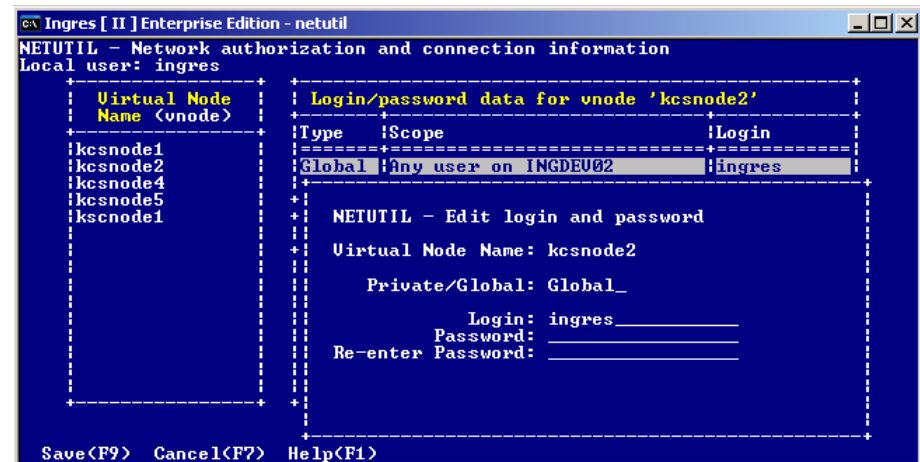 Ingres [ II ] Enterprise Edition - netutil
NETUTIL - Network authorization and connection information
Local user: ingres
Virtual Node
Name (vnode)
kcsnode1
kcsnode2
kcsnode4
kcsnode5
kscnode1
Login/password data for vnode 'kcsnode2'
Type Scope Login
Global Any user on INGDEV02 ingres
NETUTIL - Edit login and password
Virtual Node Name: kcsnode2
Private/Global: Global_
Login: ingres
Password:
Re-enter Password:
Save(F9) Cancel(F7) Help(F1)